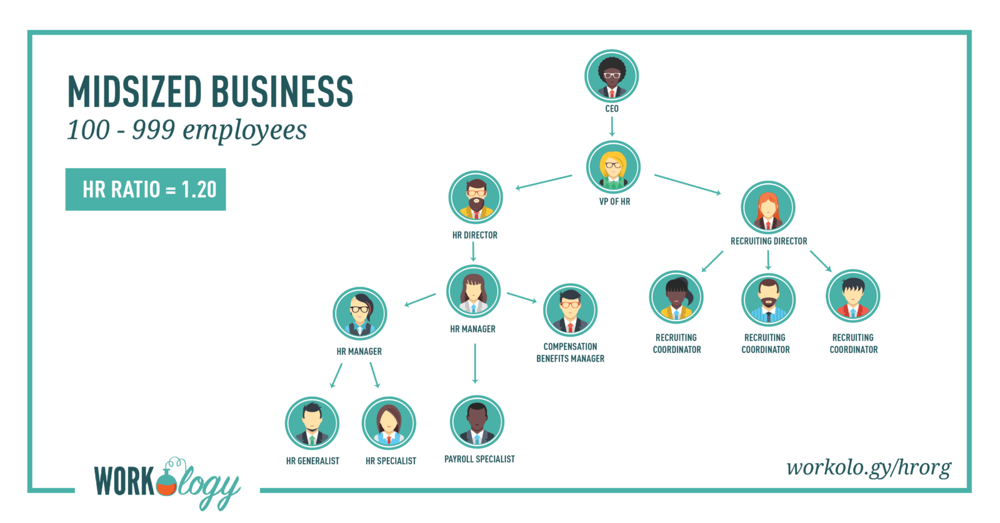 MIDSIZED BUSINESS
100 - 999 employees
HR RATIO = 1.20
CEO
VP OF HR
HR DIRECTOR
RECRUITING DIRECTOR
HR MANAGER
HR MANAGER
COMPENSATION
BENEFITS MANAGER
RECRUITING
COORDINATOR
RECRUITING
COORDINATOR
RECRUITING
COORDINATOR
HR GENERALIST
HR SPECIALIST
PAYROLL SPECIALIST
WORKology
workolo.gy/hrorg